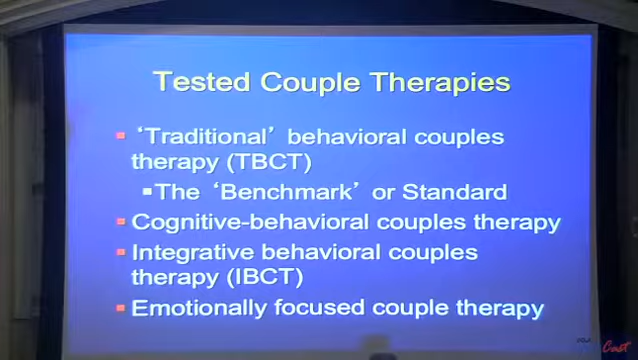 Tested Couple Therapies
‘Traditional’ behavioral couples
therapy (TBCT)
The ‘Benchmark’ or Standard
Cognitive-behavioral couples therapy
Integrative behavioral couples
therapy (IBCT)
Emotionally focused couple therapy
Cast